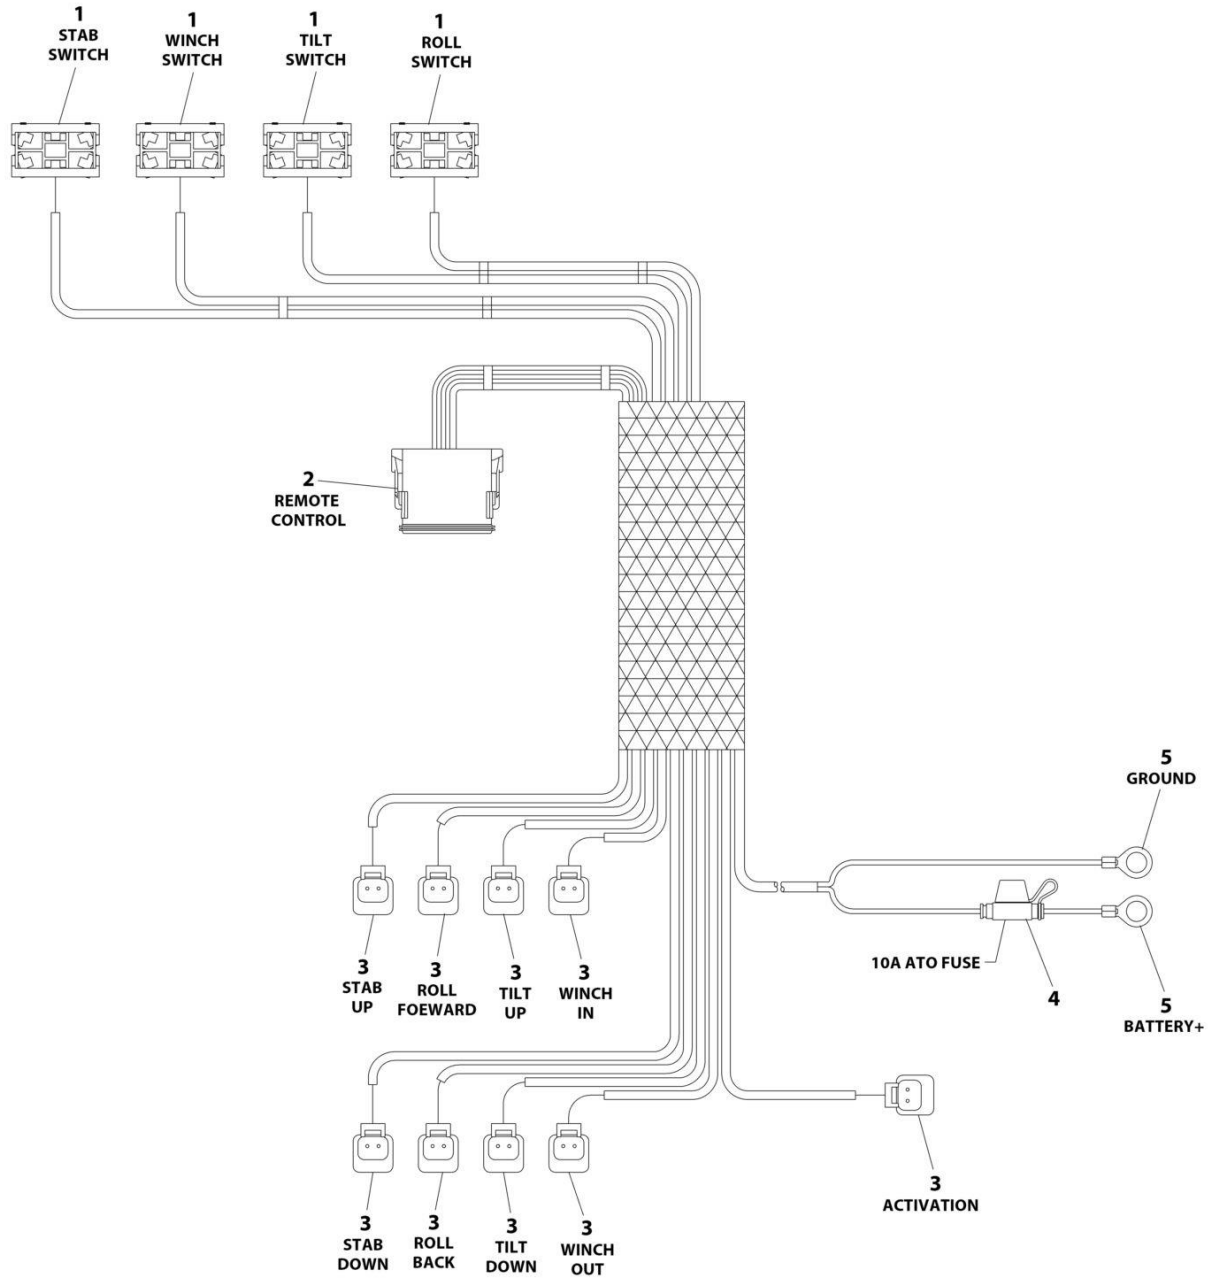 1
STAB
SWITCH
1
WINCH
SWITCH
1
TILT
SWITCH
1
ROLL
SWITCH
2
REMOTE
CONTROL
5
GROUND
10A ATO FUSE
4
5
BATTERY+
3
STAB
UP
3
ROLL
FOEWARD
3
TILT
UP
3
WINCH
IN
3
ACTIVATION
3
STAB
DOWN
3
ROLL
BACK
3
TILT
DOWN
3
WINCH
OUT